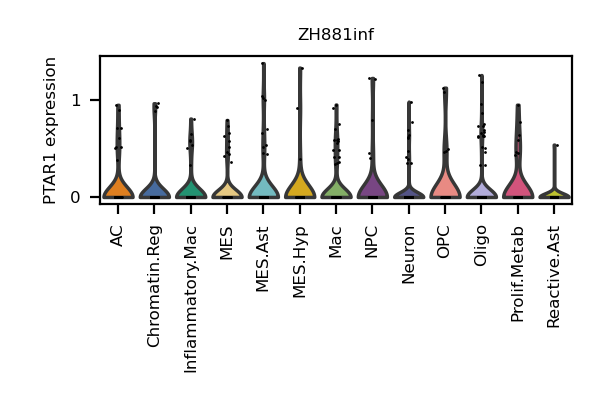 ZH881inf
PTAR1 expression
1
0
AC
Chromatin.Reg
Inflammatory.Mac
MES
MES.Ast
MES.Hyp
Mac
NPC
Neuron
OPC
Oligo
Prolif.Metab
Reactive.Ast